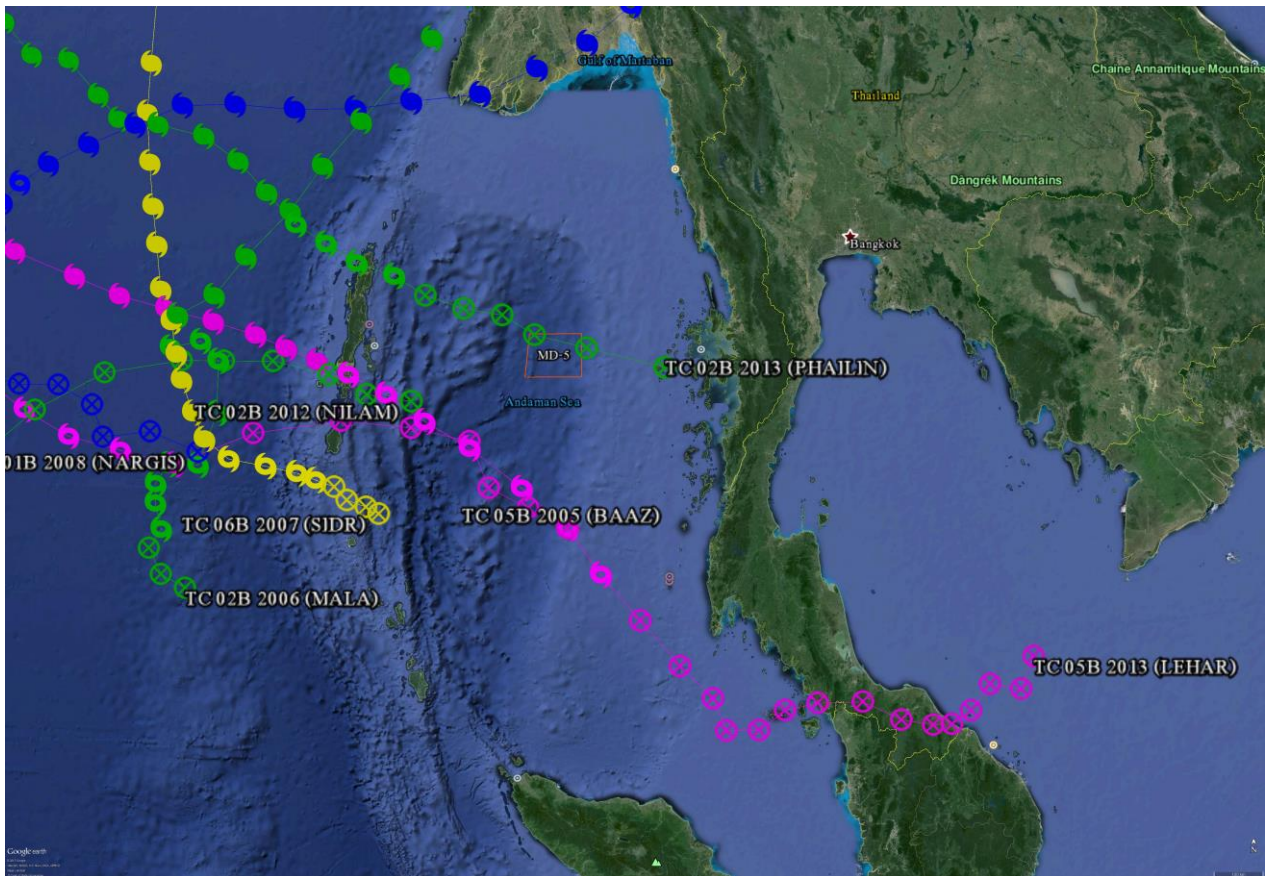 Gulf of Martaban
Chaine Annamitique Mountains
Thailand
Dângrêk Mountains
Bangkok
MD-5
TC 02B 2013 (PHAILIN)
Andaman Sea
TC 02B 2012 (NILAM)
01B 2008 (NARGIS)
TC 06B 2007 (SIDR)
TC 05B 2005 (BAAZ)
TC 02B 2006 (MALA)
TC 05B 2013 (LEHAR)
Google earth